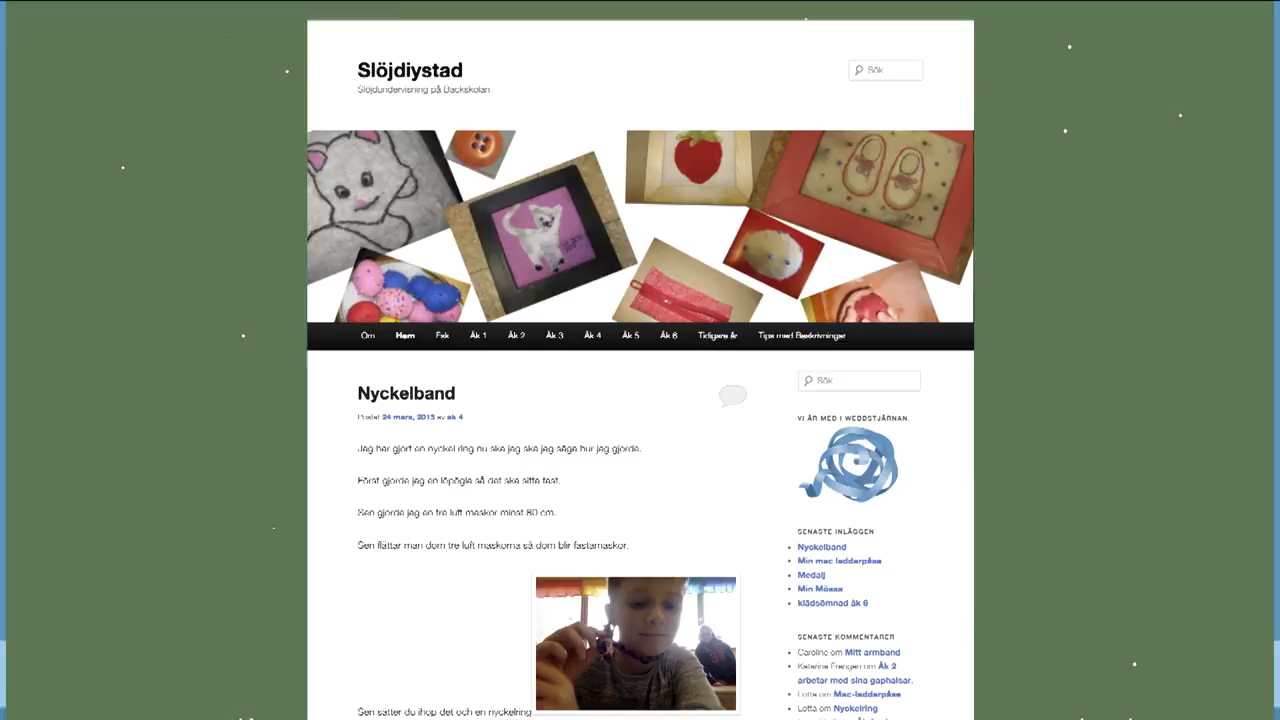 Slöjdiystad
Slöjdundervisning på Backskolan
Sök
Om Hem Fsk Åk 1 Åk 2 Åk 3 Åk 4 Åk 5 Åk 6 Tidigare år Tips med Beskrivningar
Nyckelband
Postat 24 mars, 2015 av åk 4
Jag har gjort en nyckel ring nu ska jag ska jag säga hur jag gjorde.
Först gjorde jag en löpögla så det ska sitta fast.
Sen gjorde jag en tre luft maskor minst 80 cm.
Sen flättar man dom tre luft maskorna så dom blir fastamaskor.
Sen sätter du ihop det och en nyckelring
Sök
VI ÄR MED I WEBBSTJÄRNAN.
SENASTE INLÄGGEN
Nyckelband
Min mac ladderpåse
Medalj
Min Mössa
klädsömnad åk 6
SENASTE KOMMENTARER
Caroline om Mitt armband
Katarina Frengen om Åk 2
arbetar med sina gaphalsar.
Lotta om Mac-ladderpåse
Lotta om Nyckelring